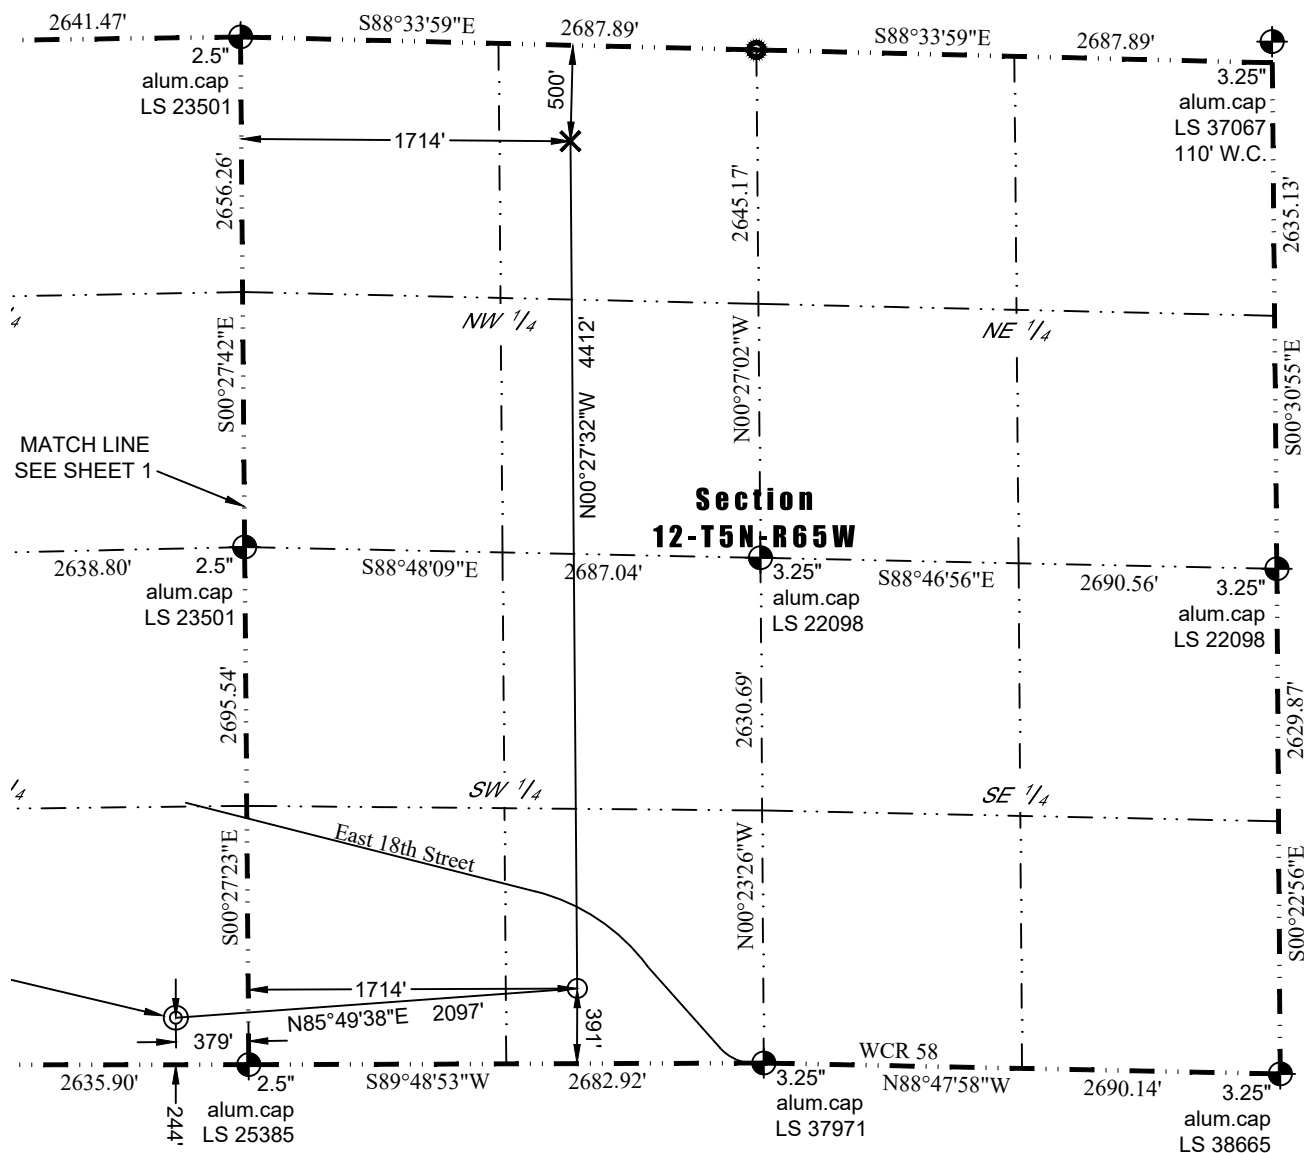 2641.47'
S88°33'59"E
2687.89'
S88°33'59"E
2687.89'
2.5"
alum.cap
LS 23501
500'
3.25"
alum.cap
LS 37067
110' W.C.
1714'
2656.26'
2645.17'
2635.13'
1/4
NW 1/4
NE 1/4
S00°27'42"E
N00°27'32"W 4412'
N00°27'02"W
S00°30'55"E
MATCH LINE
SEE SHEET 1
Section
12-T5N-R65W
2638.80'
2.5"
alum.cap
LS 23501
S88°48'09"E
2687.04'
3.25"
alum.cap
LS 22098
S88°46'56"E
2690.56'
3.25"
alum.cap
LS 22098
2695.54'
2630.69'
2629.87'
1/4
SW 1/4
SE 1/4
East 18th Street
S00°27'23"E
N00°23'26"W
S00°22'56"E
1714'
N85°49'38"E 2097'
391'
379'
WCR 58
2635.90'
2.5"
alum.cap
LS 25385
S89°48'53"W
2682.92'
3.25"
alum.cap
LS 37971
N88°47'58"W
2690.14'
3.25"
alum.cap
LS 38665
244'